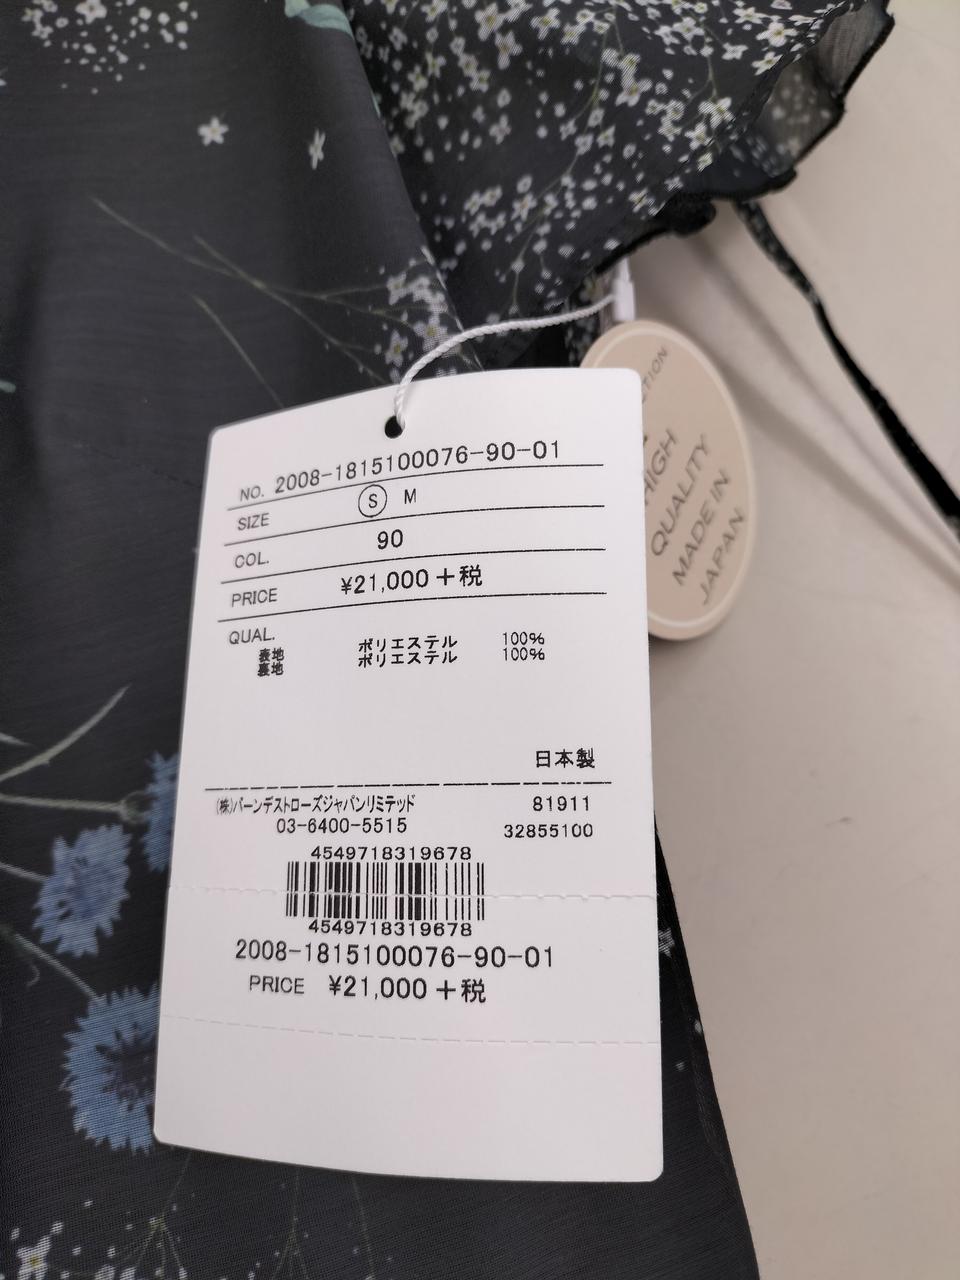 NO. 2008-1815100076-90-01
SIZE S M
COL. 90
PRICE ¥21,000+税
QUAL.
表地 ポリエステル 100%
裏地 ポリエステル 100%
日本製
(株)バーンデストローズジャパンリミテッド 81911
03-6400-5515 32855100
4549718319678
4549718319678
2008-1815100076-90-01
PRICE ¥21,000+税
HIGH
QUALITY
MADE IN
JAPAN